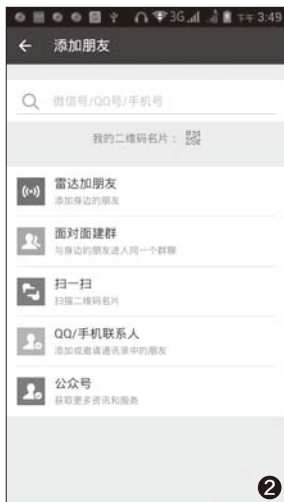 3G 下午 3:49
添加朋友
微信号/QQ号/手机号
我的二维码名片：
雷达加朋友
添加身边的朋友
面对面建群
与身边的朋友进入同一个群聊
扫一扫
扫描二维码名片
QQ/手机联系人
添加或邀请通讯录中的朋友
公众号
获取更多资讯和服务
2